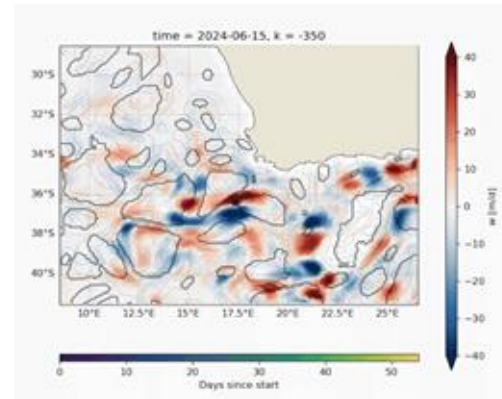 time = 2024-06-15, k = -350
30°S
32°S
34°S
36°S
38°S
40°S
10°E
12.5°E
15°E
17.5°E
20°E
22.5°E
25°E
40
30
20
10
0
−10
−20
−30
−40
w [m/d]
0
10
20
30
40
50
Days since start